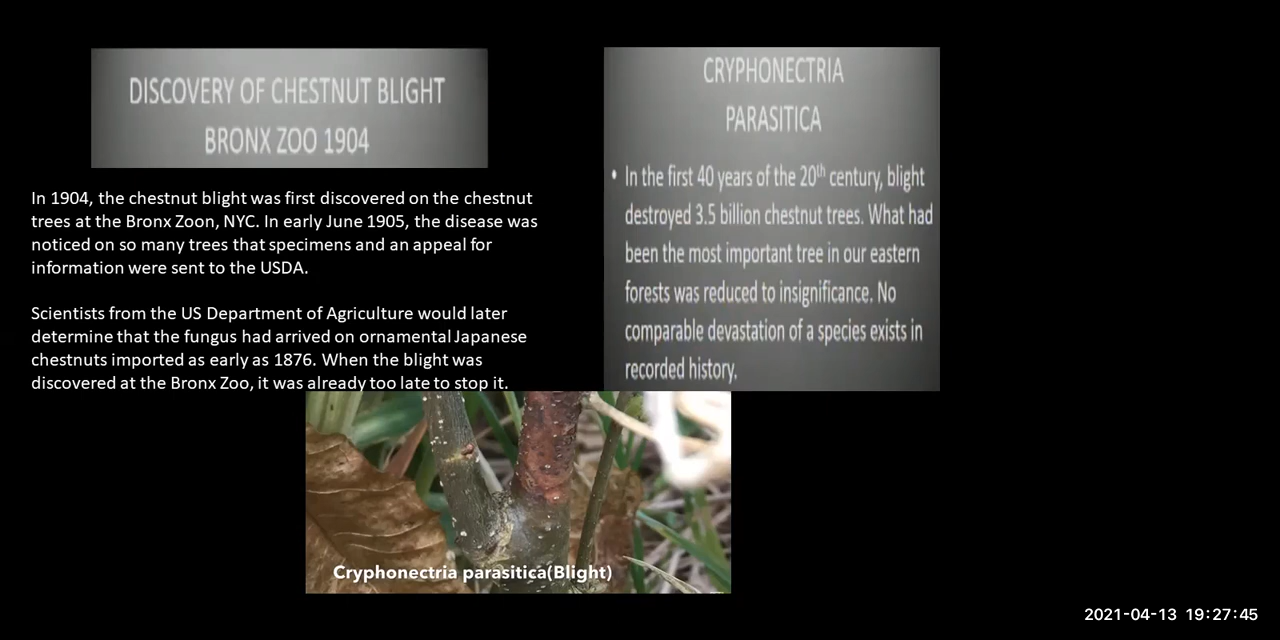 DISCOVERY OF CHESTNUT BLIGHT
BRONX ZOO 1904
In 1904, the chestnut blight was first discovered on the chestnut
trees at the Bronx Zoon, NYC. In early June 1905, the disease was
noticed on so many trees that specimens and an appeal for
information were sent to the USDA.
Scientists from the US Department of Agriculture would later
determine that the fungus had arrived on ornamental Japanese
chestnuts imported as early as 1876. When the blight was
discovered at the Bronx Zoo, it was already too late to stop it.
CRYPHONECTRIA
PARASITICA
• In the first 40 years of the 20th century, blight
destroyed 3.5 billion chestnut trees. What had
been the most important tree in our eastern
forests was reduced to insignificance. No
comparable devastation of a species exists in
recorded history.
Cryphonectria parasitica(Blight)
2021-04-13 19:27:45